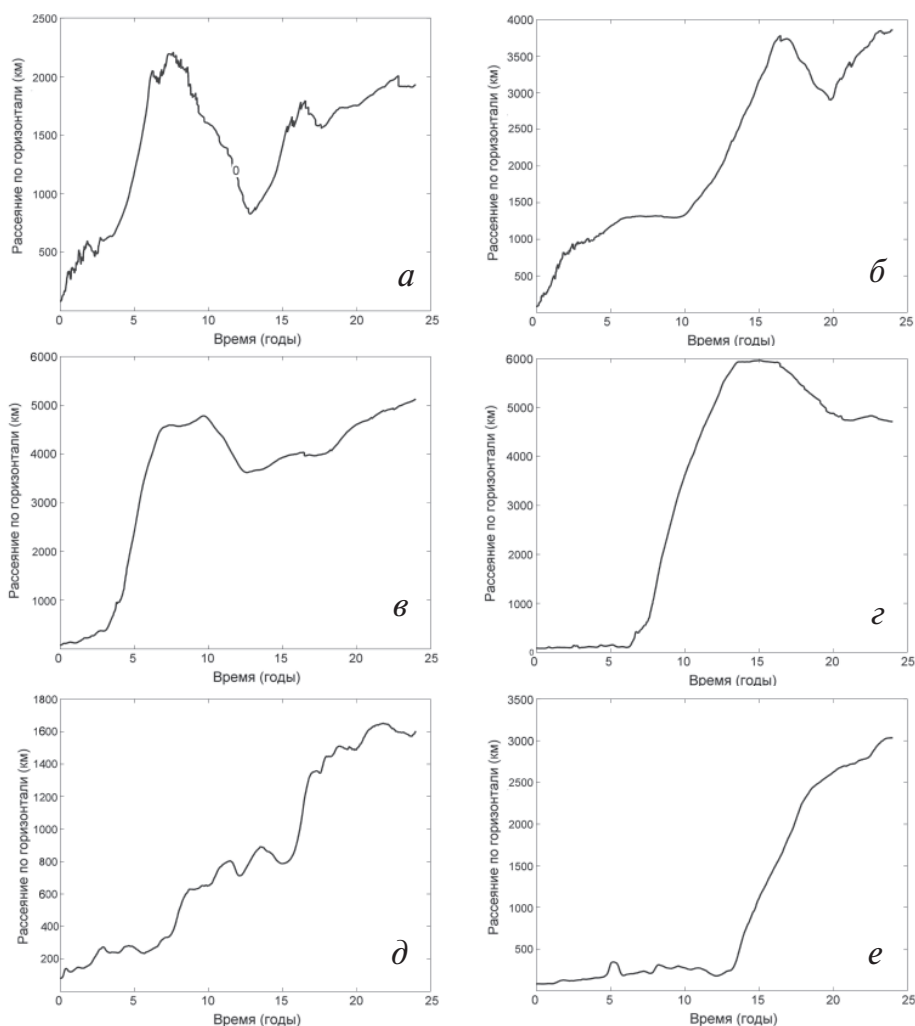 Рассеяние по горизонтали (км)
2500
2000
1500
1000
500
0
а
0 5 10 15 20 25
Время (годы)
Рассеяние по горизонтали (км)
4000
3500
3000
2500
2000
1500
1000
500
б
0 5 10 15 20 25
Время (годы)
Рассеяние по горизонтали (км)
6000
5000
4000
3000
2000
1000
в
0 5 10 15 20 25
Время (годы)
Рассеяние по горизонтали (км)
6000
5000
4000
3000
2000
1000
0
г
0 5 10 15 20 25
Время (годы)
Рассеяние по горизонтали (км)
1800
1600
1400
1200
1000
800
600
400
200
д
0 5 10 15 20 25
Время (годы)
Рассеяние по горизонтали (км)
3500
3000
2500
2000
1500
1000
500
е
0 5 10 15 20 25
Время (годы)